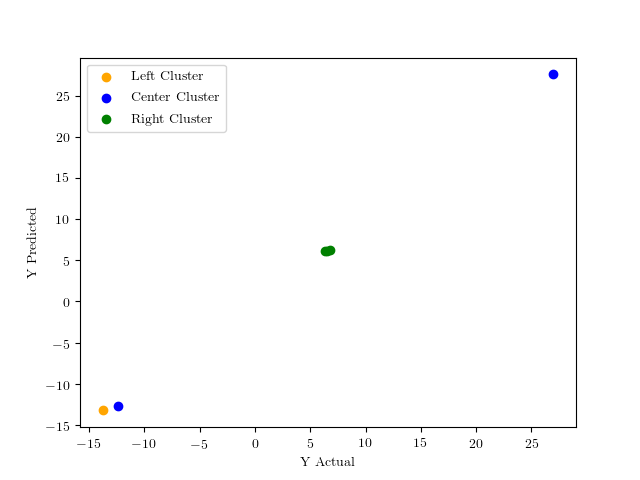 Left Cluster
Center Cluster
Right Cluster
25
20
15
10
5
0
−5
−10
−15
Y Predicted
−15 −10 −5 0 5 10 15 20 25
Y Actual